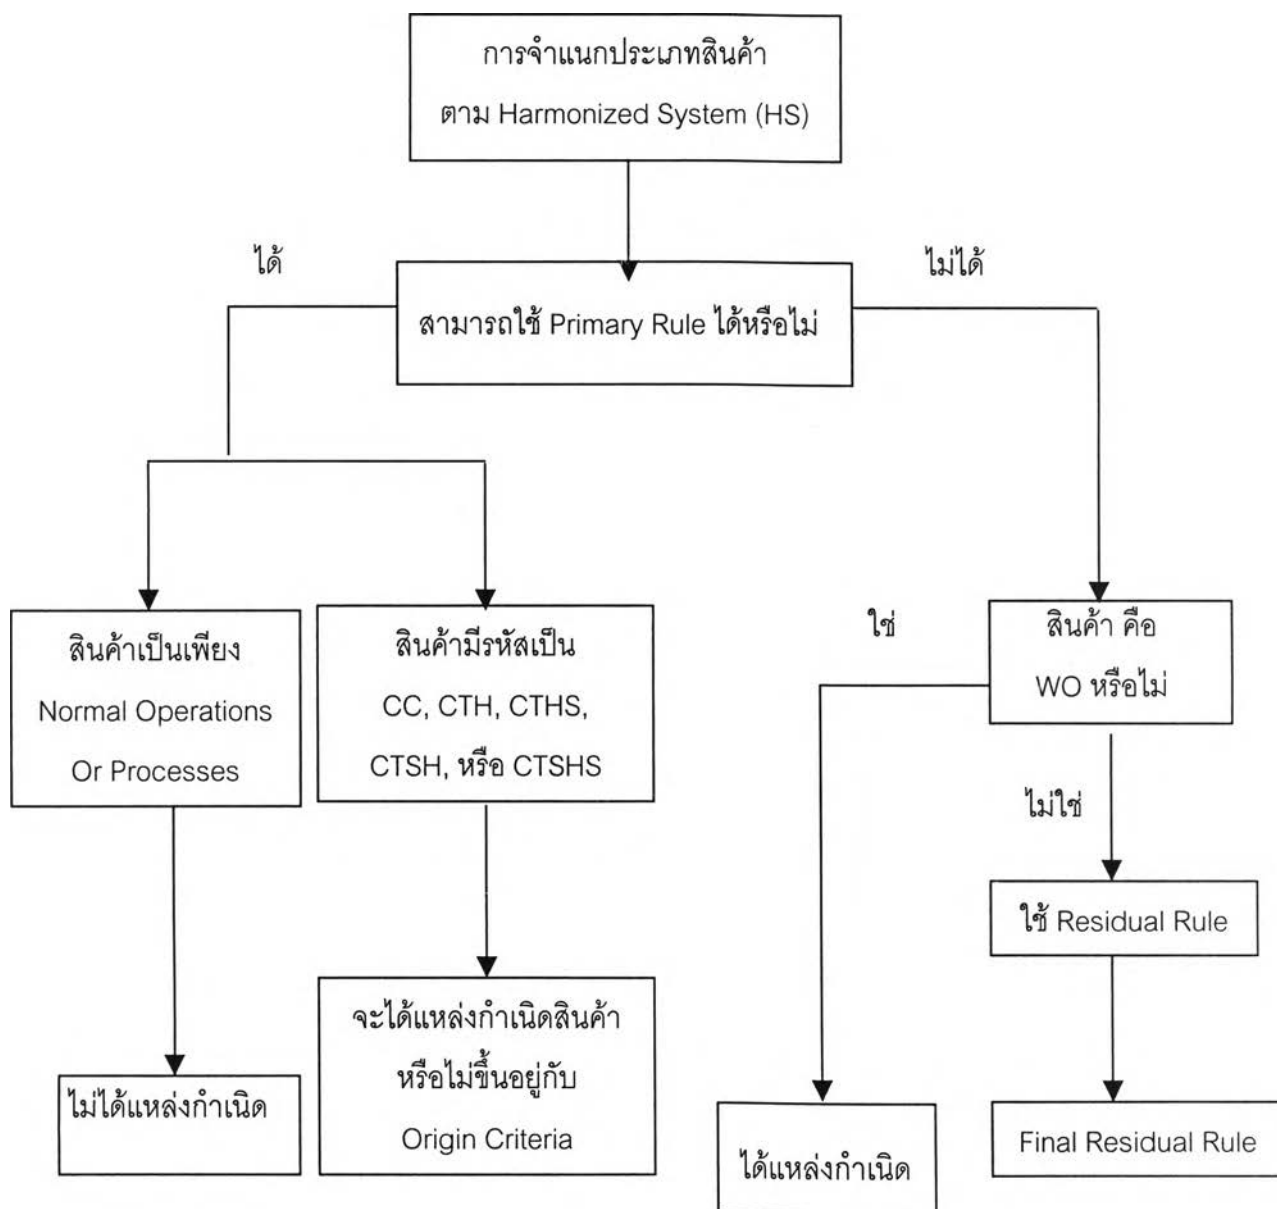 การจำแนกประเภทสินค้า
ตาม Harmonized System (HS)
ได้
ไม่ได้
สามารถใช้ Primary Rule ได้หรือไม่
สินค้าเป็นเพียง
Normal Operations
Or Processes
สินค้ามีรหัสเป็น
CC, CTH, CTHS,
CTSH, หรือ CTSHS
ใช่
สินค้า คือ
WO หรือไม่
ไม่ใช่
ใช้ Residual Rule
ไม่ได้แหล่งกำเนิด
จะได้แหล่งกำเนิดสินค้า
หรือไม่ขึ้นอยู่กับ
Origin Criteria
ได้แหล่งกำเนิด
Final Residual Rule